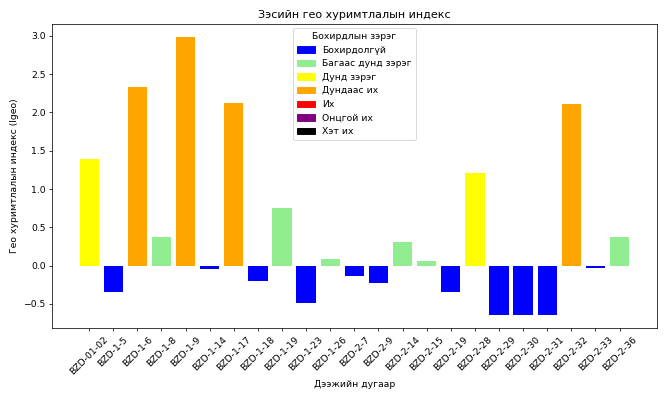 Зэсийн гео хуримтлалын индекс
Гео хуримтлалын индекс (Igeo)
3.0
2.5
2.0
1.5
1.0
0.5
0.0
−0.5
Бохирдлын зэрэг
Бохирдолгүй
Багаас дунд зэрэг
Дунд зэрэг
Дундаас их
Их
Онцгой их
Хэт их
BZD-01-02
BZD-1-5
BZD-1-6
BZD-1-8
BZD-1-9
BZD-1-14
BZD-1-17
BZD-1-18
BZD-1-19
BZD-1-23
BZD-1-26
BZD-2-7
BZD-2-9
BZD-2-14
BZD-2-15
BZD-2-19
BZD-2-28
BZD-2-29
BZD-2-30
BZD-2-31
BZD-2-32
BZD-2-33
BZD-2-36
Дээжийн дугаар